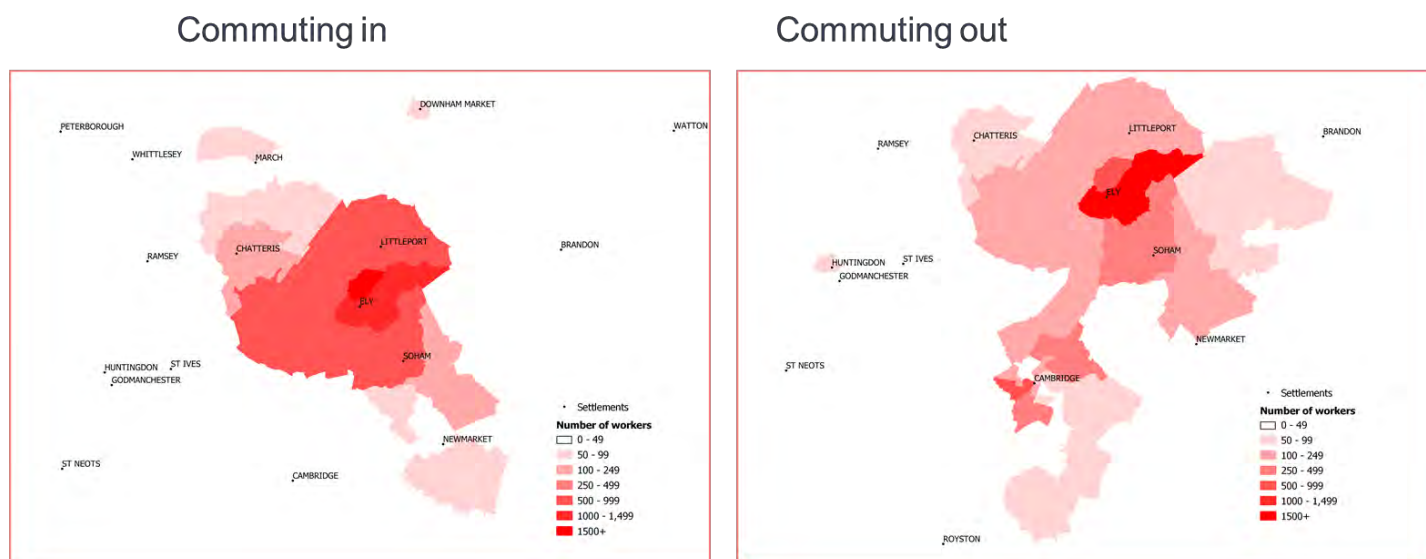 Commuting in
DOWNHAM MARKET
PETERBOROUGH
WATTON
WHITTLESEY
MARCH
LITTLEPORT
BRANDON
CHATTERIS
RAMSEY
ELY
SOHAM
HUNTINGDON
ST IVES
GODMANCHESTER
NEWMARKET
ST NEOTS
CAMBRIDGE
Settlements
Number of workers
0 - 49
50 - 99
100 - 249
250 - 499
500 - 999
1000 - 1,499
1500+
Commuting out
LITTLEPORT
BRANDON
CHATTERIS
RAMSEY
ELY
SOHAM
HUNTINGDON
ST IVES
GODMANCHESTER
NEWMARKET
ST NEOTS
CAMBRIDGE
ROYSTON
Settlements
Number of workers
0 - 49
50 - 99
100 - 249
250 - 499
500 - 999
1000 - 1,499
1500+